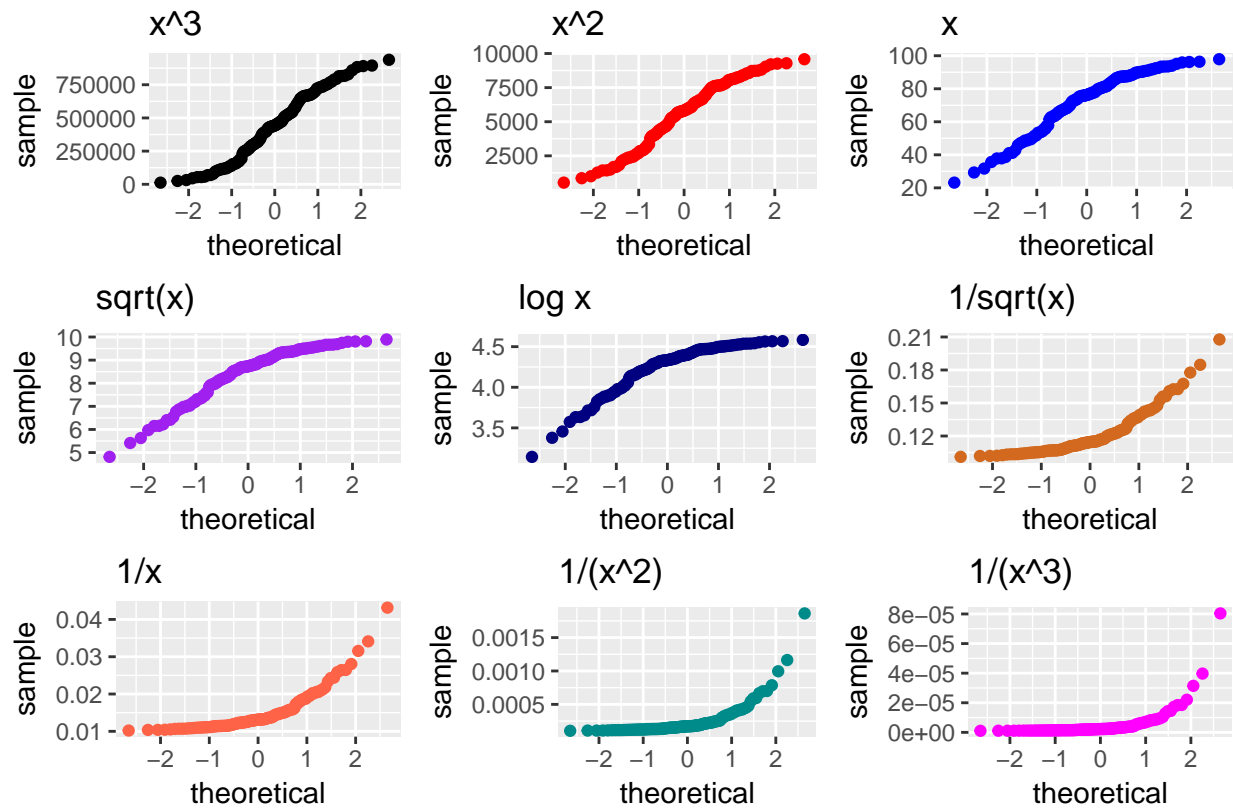 x^3
x^2
x
sample
750000
500000
250000
0
−2 −1 0 1 2
theoretical
sample
10000
7500
5000
2500
−2 −1 0 1 2
theoretical
sample
100
80
60
40
20
−2 −1 0 1 2
theoretical
sqrt(x)
log x
1/sqrt(x)
sample
10
9
8
7
6
5
−2 −1 0 1 2
theoretical
sample
4.5
4.0
3.5
−2 −1 0 1 2
theoretical
sample
0.21
0.18
0.15
0.12
−2 −1 0 1 2
theoretical
1/x
1/(x^2)
1/(x^3)
sample
0.04
0.03
0.02
0.01
−2 −1 0 1 2
theoretical
sample
0.0015
0.0010
0.0005
−2 −1 0 1 2
theoretical
sample
8e−05
6e−05
4e−05
2e−05
0e+00
−2 −1 0 1 2
theoretical